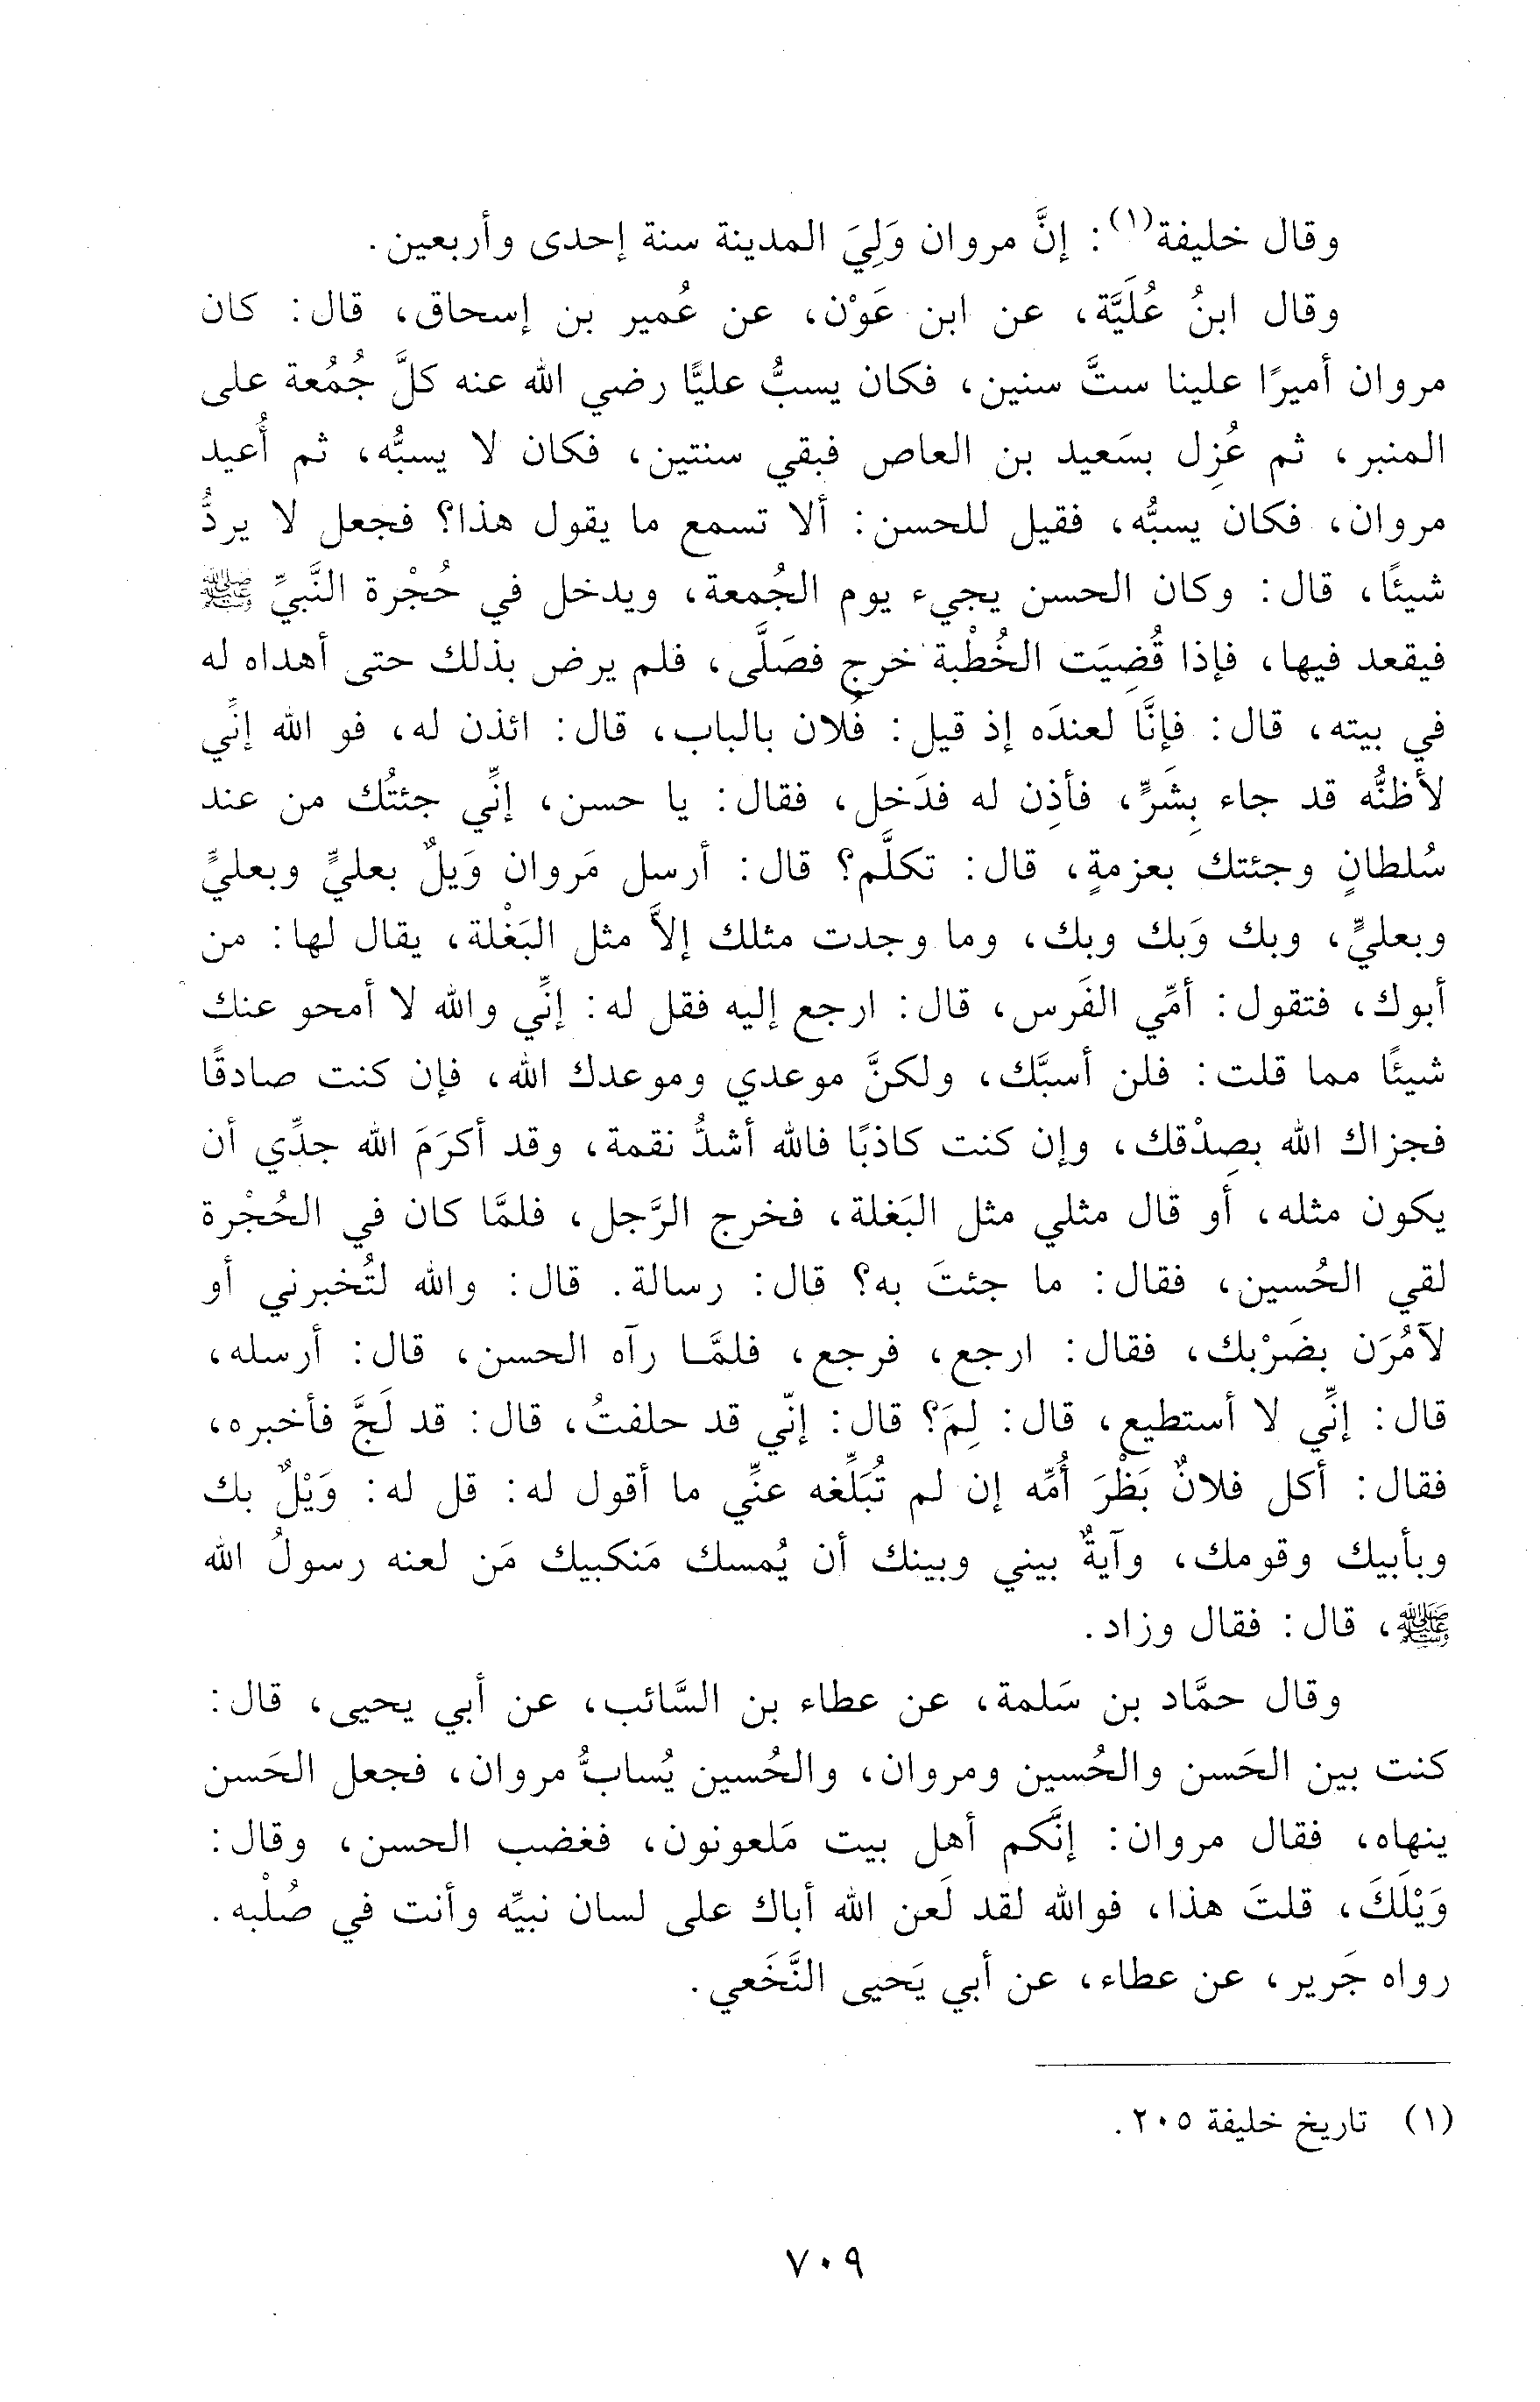 وقال خليفة(١): إنَّ مروان وَلِيَ المدينة سنة إحدى وأربعين.
وقال ابنُ عُلَيَّة، عن ابن عَوْن، عن عُمير بن إسحاق، قال: كان
مروان أميرًا علينا ستَّ سنين، فكان يسبُّ عليًّا رضي الله عنه كلَّ جُمُعة على
المنبر، ثم عُزِل بسَعيد بن العاص فبقي سنتين، فكان لا يسبُّه، ثم أُعيد
مروان، فكان يسبُّه، فقيل للحسن: ألا تسمع ما يقول هذا؟ فجعل لا يردُّ
شيئًا، قال: وكان الحسن يجيء يوم الجُمعة، ويدخل في حُجْرة النَّبيِّ ﷺ
فيقعد فيها، فإذا قُضِيَت الخُطْبة خرج فصَلَّى، فلم يرض بذلك حتى أهداه له
في بيته، قال: فإنَّا لعندَه إذ قيل: فُلان بالباب، قال: ائذن له، فو الله إنِّي
لأظنُّه قد جاء بِشَرٍّ، فأذِن له فدَخل، فقال: يا حسن، إنِّي جئتُك من عند
سُلطانٍ وجئتك بعزمةٍ، قال: تكلَّم؟ قال: أرسل مَروان وَيلٌ بعليٍّ وبعليٍّ
وبعليٍّ، وبك وَبك وبك، وما وجدت مثلك إلاَّ مثل البَغْلة، يقال لها: من
أبوك، فتقول: أمِّي الفَرس، قال: ارجع إليه فقل له: إنِّي والله لا أمحو عنك
شيئًا مما قلت: فلن أسبَّك، ولكنَّ موعدي وموعدك الله، فإن كنت صادقًا
فجزاك الله بصِدْقك، وإن كنت كاذبًا فالله أشدُّ نقمة، وقد أكرَمَ الله جدِّي أن
يكون مثله، أو قال مثلي مثل البَغلة، فخرج الرَّجل، فلمَّا كان في الحُجْرة
لقي الحُسين، فقال: ما جئتَ به؟ قال: رسالة. قال: والله لتُخبرني أو
لآمُرَن بضَرْبك، فقال: ارجع، فرجع، فلمَّا رآه الحسن، قال: أرسله،
قال: إنِّي لا أستطيع، قال: لِمَ؟ قال: إنّي قد حلفتُ، قال: قد لَجَّ فأخبره،
فقال: أكل فلانٌ بَظْرَ أُمِّه إن لم تُبَلِّغه عنِّي ما أقول له: قل له: وَيْلٌ بك
وبأبيك وقومك، وآيةٌ بيني وبينك أن يُمسك مَنكبيك مَن لعنه رسولُ الله
ﷺ، قال: فقال وزاد.
وقال حمَّاد بن سَلمة، عن عطاء بن السَّائب، عن أبي يحيى، قال:
كنت بين الحَسن والحُسين ومروان، والحُسين يُسابُّ مروان، فجعل الحَسن
ينهاه، فقال مروان: إنَّكم أهل بيت مَلعونون، فغضب الحسن، وقال:
وَيْلَكَ، قلتَ هذا، فوالله لقد لَعن الله أباك على لسان نبيِّه وأنت في صُلْبه.
رواه جَرير، عن عطاء، عن أبي يَحيى النَّخَعي.
(١) تاريخ خليفة ٢٠٥.
٧٠٩